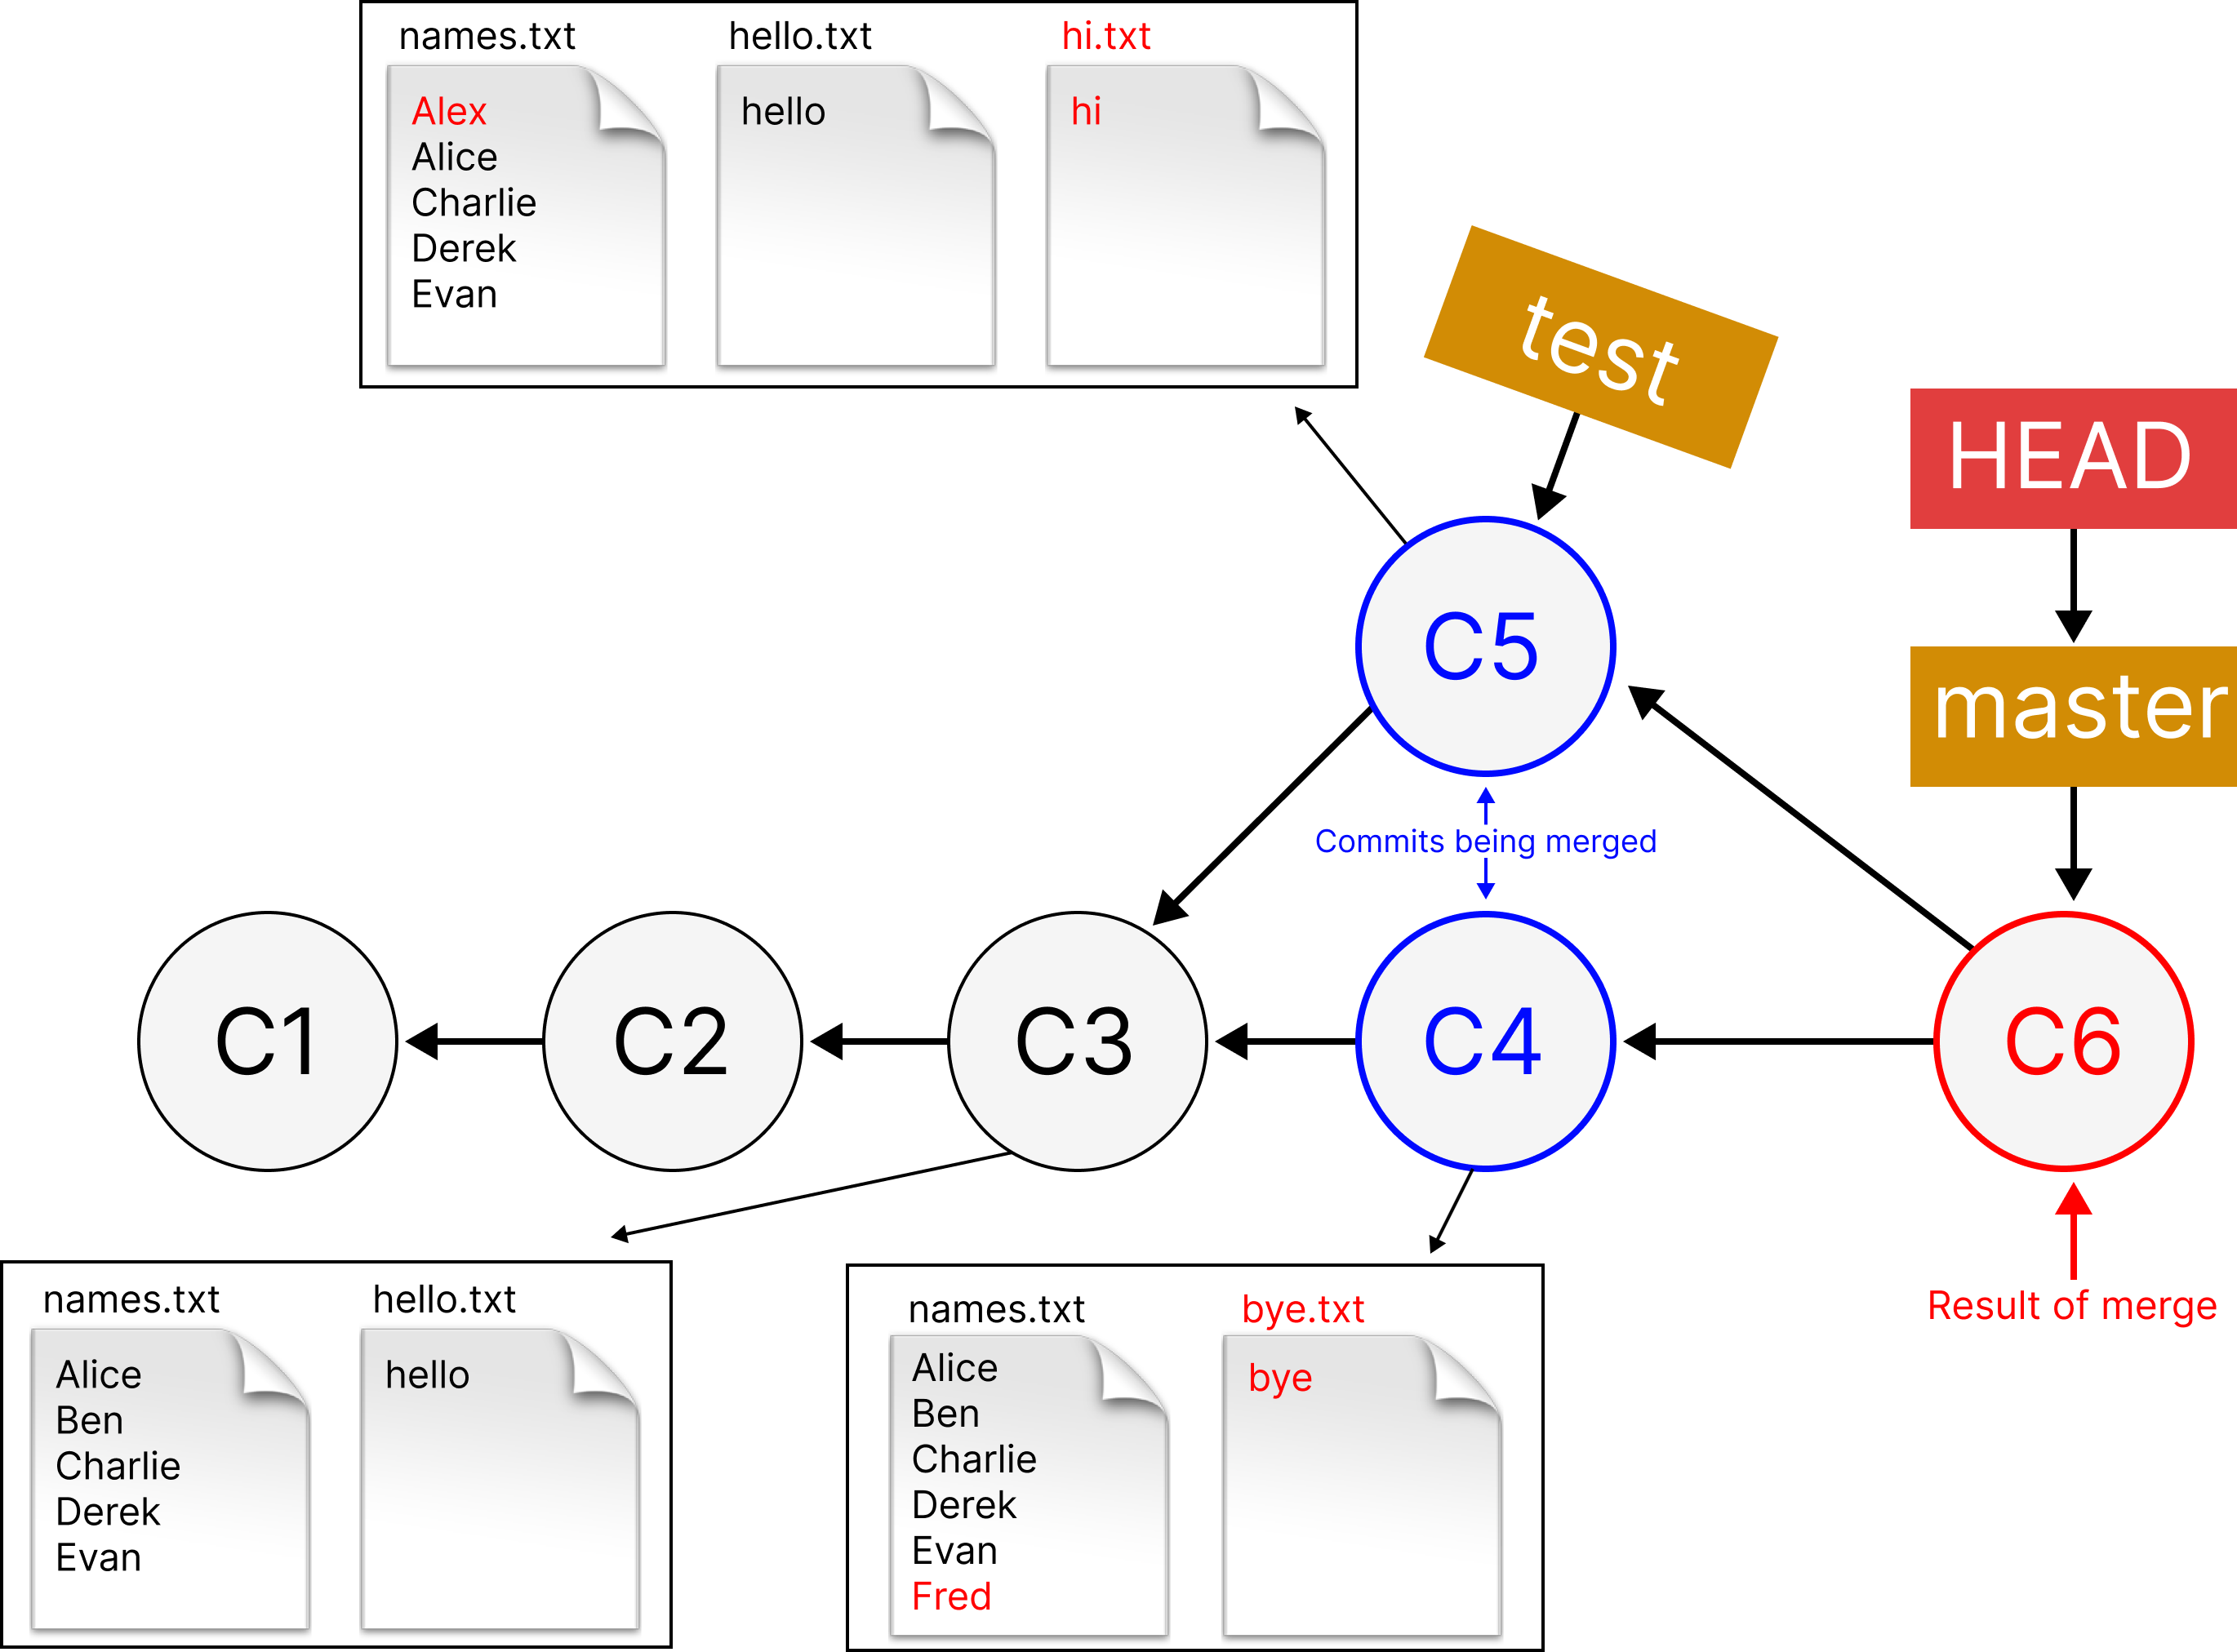 names.txt hello.txt hi.txt
Alex
Alice
Charlie
Derek
Evan
hello
hi
test
HEAD
master
C5
Commits being merged
C1
C2
C3
C4
C6
Result of merge
names.txt hello.txt
Alice
Ben
Charlie
Derek
Evan
hello
names.txt bye.txt
Alice
Ben
Charlie
Derek
Evan
Fred
bye